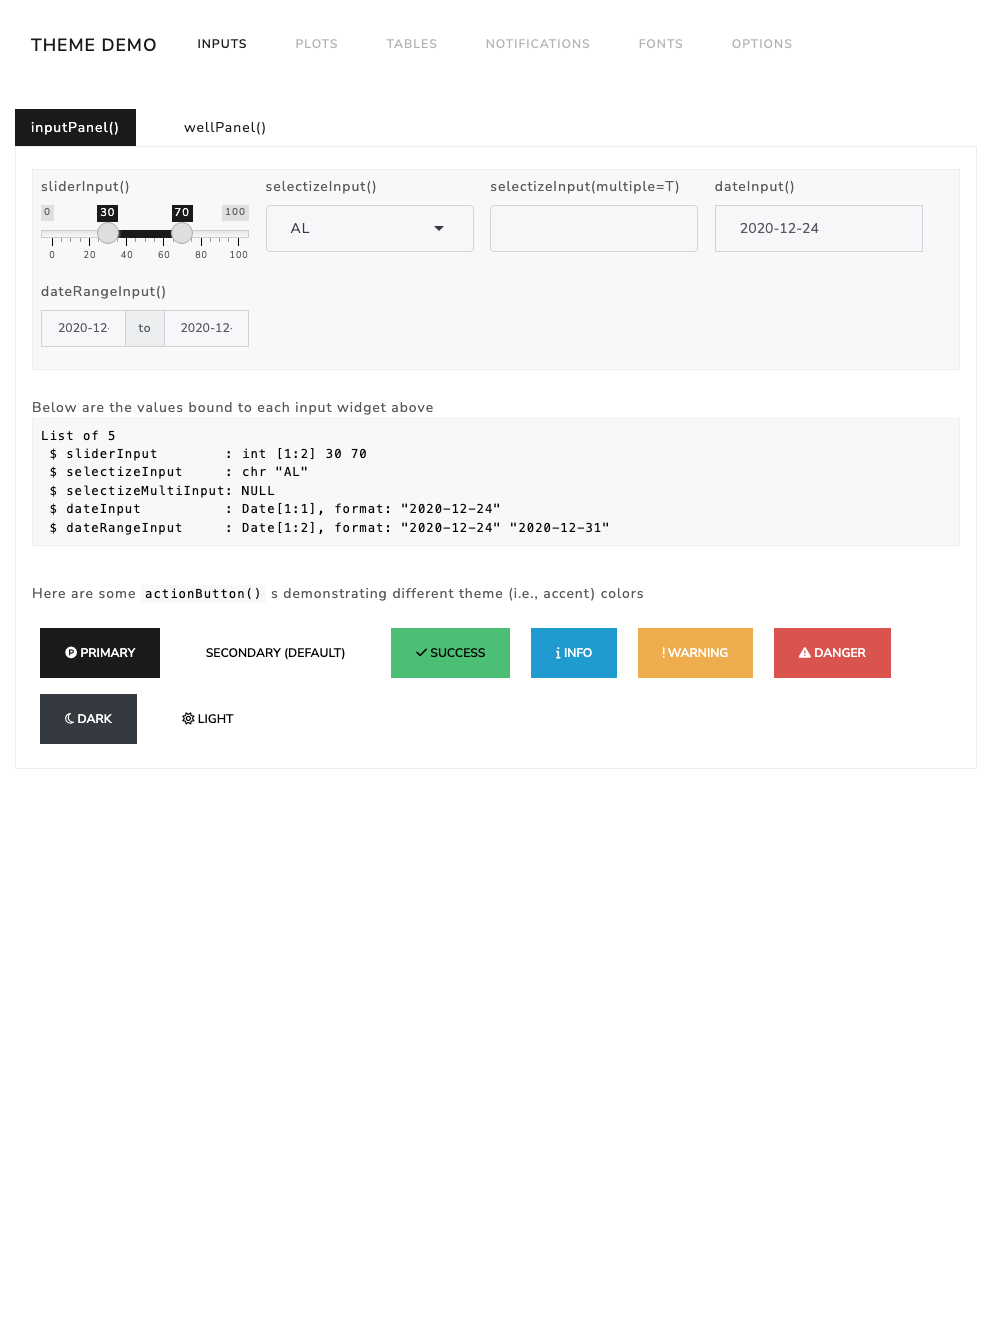 THEME DEMO INPUTS PLOTS TABLES NOTIFICATIONS FONTS OPTIONS
inputPanel() wellPanel()
sliderInput() selectizeInput() selectizeInput(multiple=T) dateInput()
0 30 70 100
AL 2020-12-24
0 20 40 60 80 100
dateRangeInput()
2020-12- to 2020-12-
Below are the values bound to each input widget above
List of 5
$ sliderInput : int [1:2] 30 70
$ selectizeInput : chr "AL"
$ selectizeMultiInput: NULL
$ dateInput : Date[1:1], format: "2020-12-24"
$ dateRangeInput : Date[1:2], format: "2020-12-24" "2020-12-31"
Here are some actionButton() s demonstrating different theme (i.e., accent) colors
PRIMARY SECONDARY (DEFAULT) SUCCESS INFO WARNING DANGER
DARK LIGHT